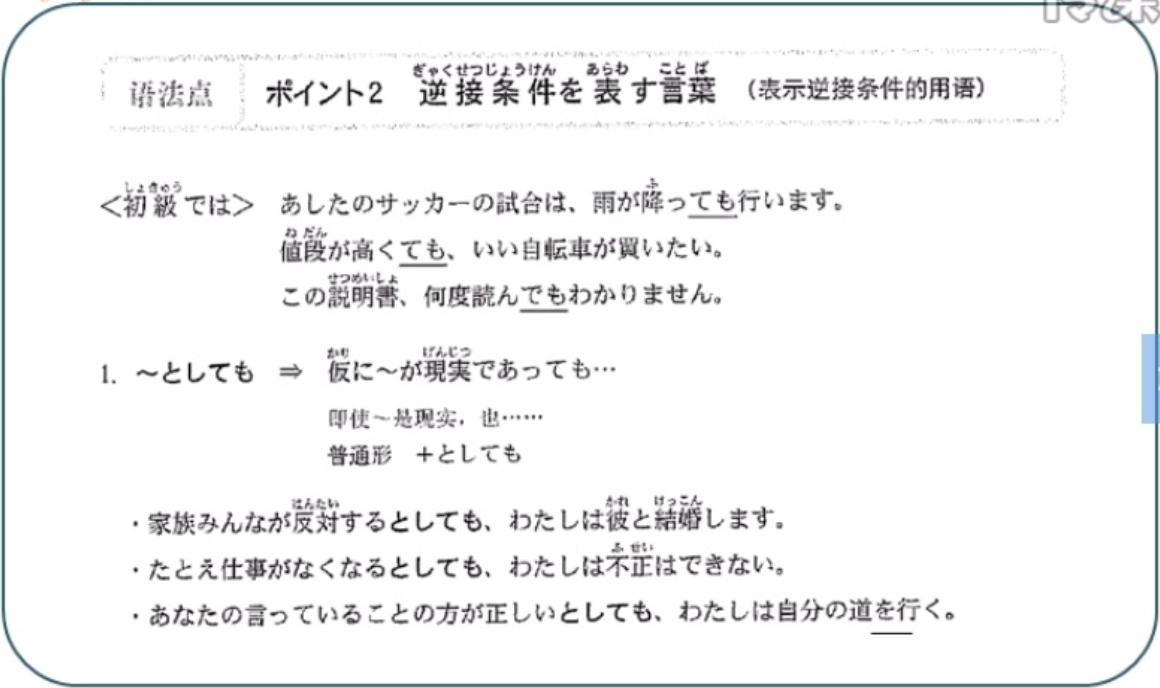 语法点 ポイント2 逆接条件を表す言葉 （表示逆接条件的用语）
＜初級では＞ あしたのサッカーの試合は、雨が降っても行います。
値段が高くても、いい自転車が買いたい。
この説明書、何度読んでもわかりません。
1. ～としても ⇒ 仮に～が現実であっても…
即使～是现实，也……
普通形 ＋としても
・家族みんなが反対するとしても、わたしは彼と結婚します。
・たとえ仕事がなくなるとしても、わたしは不正はできない。
・あなたの言っていることの方が正しいとしても、わたしは自分の道を行く。